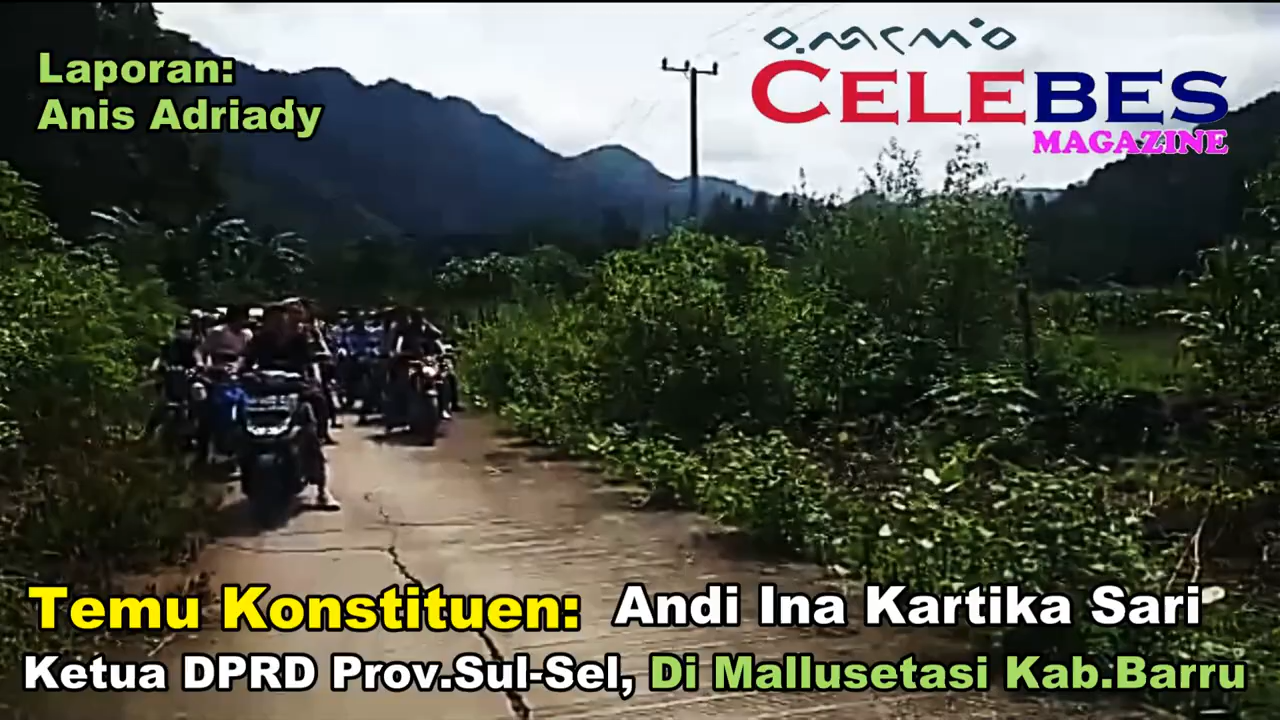 Laporan:
Anis Adriady
CELEBES
MAGAZINE
Temu Konstituen: Andi Ina Kartika Sari
Ketua DPRD Prov.Sul-Sel, Di Mallusetasi Kab.Barru